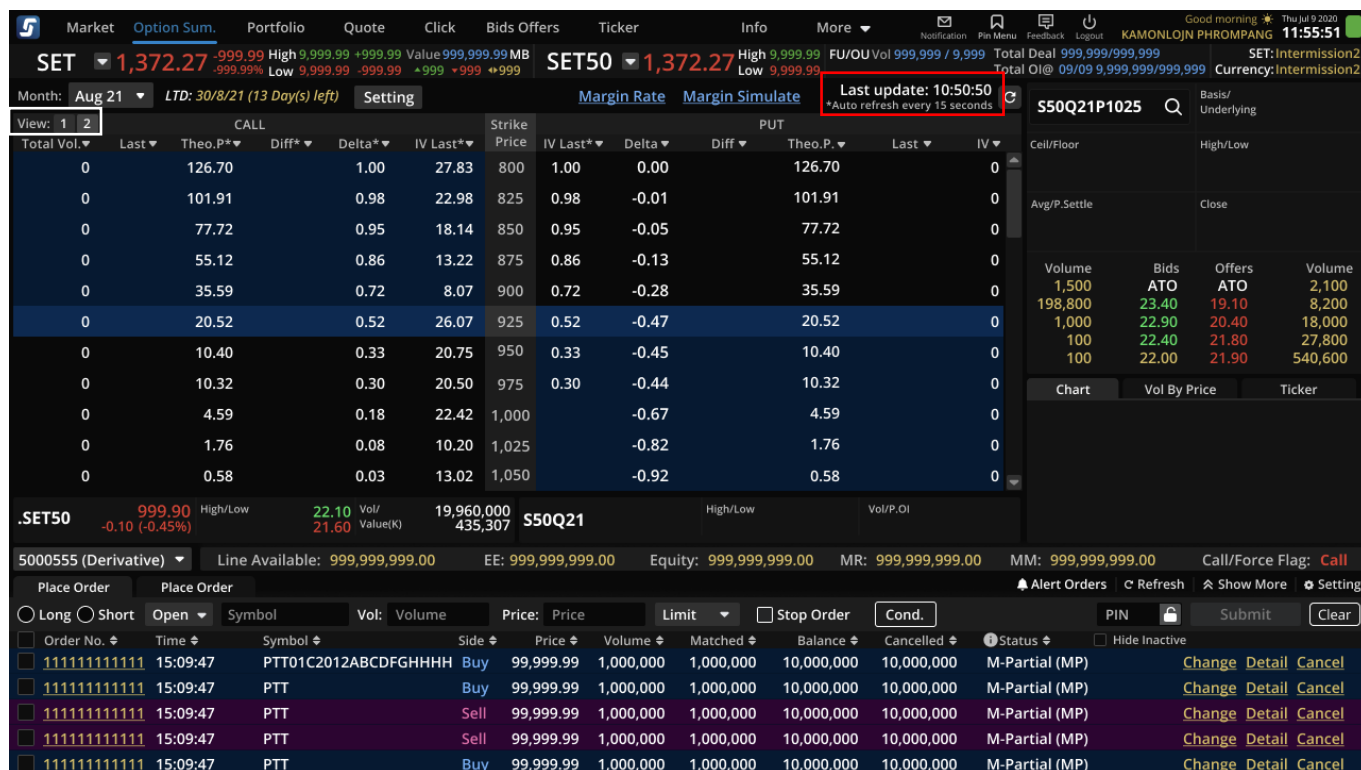 Market Option Sum. Portfolio Quote Click Bids Offers Ticker Info More Notification Pin Menu Feedback Logout Good morning Thu Jul 9 2020
KAMONLOJN PHROMPANG 11:55:51
SET 1,372.27 -999.99 High 9,999.99 +999.99 Value 999,999.99 MB SET50 1,372.27 High 9,999.99 FU/OU Vol 999,999 / 9,999 Total Deal 999,999/999,999 SET: Intermission2
-999.99% Low 9,999.99 -999.99 999 999 999 Low 9,999.99 Total OI@ 09/09 9,999,999/999,999 Currency: Intermission2
Month: Aug 21 LTD: 30/8/21 (13 Day(s) left) Setting Margin Rate Margin Simulate Last update: 10:50:50
*Auto refresh every 15 seconds
S50Q21P1025 Basis/
Underlying
View: 1 2 CALL Strike PUT
Total Vol. Last Theo.P* Diff* Delta* IV Last* Price IV Last* Delta Diff Theo.P. Last IV
0 126.70 1.00 27.83 800 1.00 0.00 126.70 0
0 101.91 0.98 22.98 825 0.98 -0.01 101.91 0
0 77.72 0.95 18.14 850 0.95 -0.05 77.72 0
0 55.12 0.86 13.22 875 0.86 -0.13 55.12 0
0 35.59 0.72 8.07 900 0.72 -0.28 35.59 0
0 20.52 0.52 26.07 925 0.52 -0.47 20.52 0
0 10.40 0.33 20.75 950 0.33 -0.45 10.40 0
0 10.32 0.30 20.50 975 0.30 -0.44 10.32 0
0 4.59 0.18 22.42 1,000 -0.67 4.59 0
0 1.76 0.08 10.20 1,025 -0.82 1.76 0
0 0.58 0.03 13.02 1,050 -0.92 0.58 0
Ceil/Floor High/Low
Avg/P.Settle Close
Volume Bids Offers Volume
1,500 ATO ATO 2,100
198,800 23.40 19.10 8,200
1,000 22.90 20.40 18,000
100 22.40 21.80 27,800
100 22.00 21.90 540,600
Chart Vol By Price Ticker
.SET50 999.90 High/Low 22.10 Vol/ 19,960,000 S50Q21 High/Low Vol/P.OI
-0.10 (-0.45%) 21.60 Value(K) 435,307
5000555 (Derivative) Line Available: 999,999,999.00 EE: 999,999,999.00 Equity: 999,999,999.00 MR: 999,999,999.00 MM: 999,999,999.00 Call/Force Flag: Call
Place Order Place Order Alert Orders Refresh Show More Setting
Long Short Open Symbol Vol: Volume Price: Price Limit Stop Order Cond. PIN Submit Clear
Order No. Time Symbol Side Price Volume Matched Balance Cancelled Status Hide Inactive
111111111111 15:09:47 PTT01C2012ABCDFGHHHH Buy 99,999.99 1,000,000 1,000,000 10,000,000 10,000,000 M-Partial (MP) Change Detail Cancel
111111111111 15:09:47 PTT Buy 99,999.99 1,000,000 1,000,000 10,000,000 10,000,000 M-Partial (MP) Change Detail Cancel
111111111111 15:09:47 PTT Sell 99,999.99 1,000,000 1,000,000 10,000,000 10,000,000 M-Partial (MP) Change Detail Cancel
111111111111 15:09:47 PTT Sell 99,999.99 1,000,000 1,000,000 10,000,000 10,000,000 M-Partial (MP) Change Detail Cancel
111111111111 15:09:47 PTT Buy 99,999.99 1,000,000 1,000,000 10,000,000 10,000,000 M-Partial (MP) Change Detail Cancel